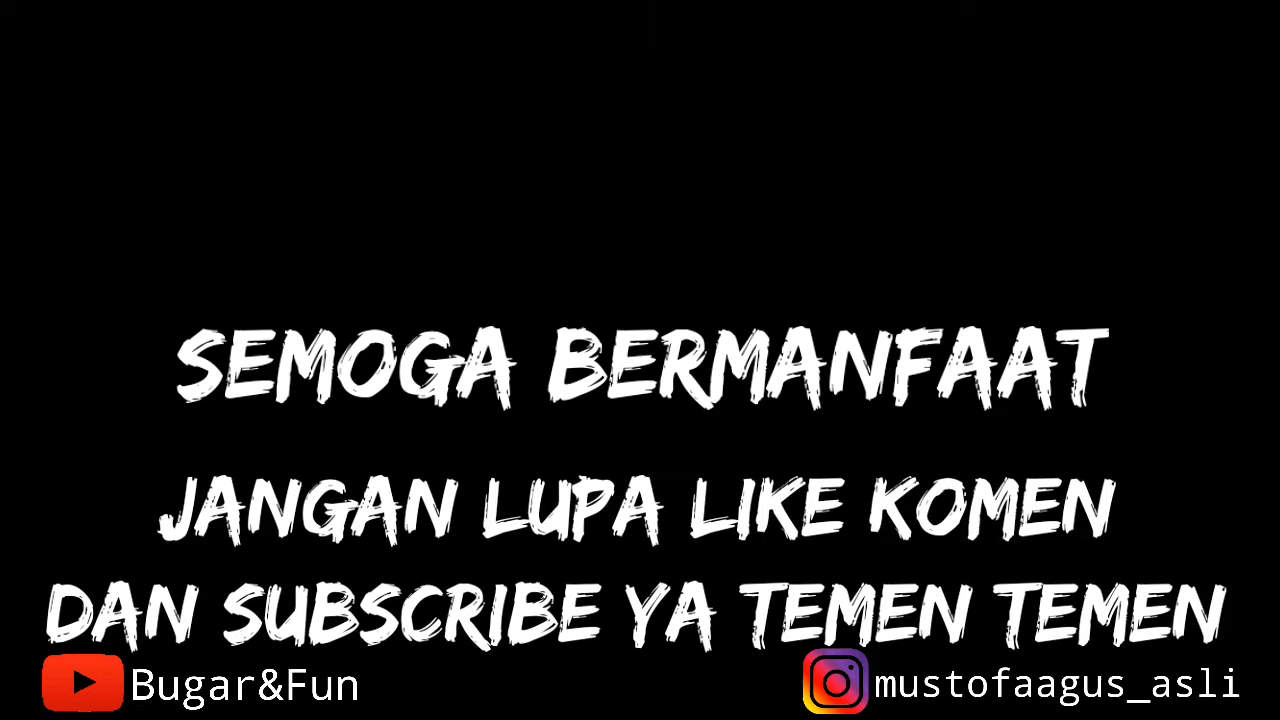 SEMOGA BERMANFAAT
JANGAN LUPA LIKE KOMEN
DAN SUBSCRIBE YA TEMEN TEMEN
Bugar&Fun
mustofaagus_asli